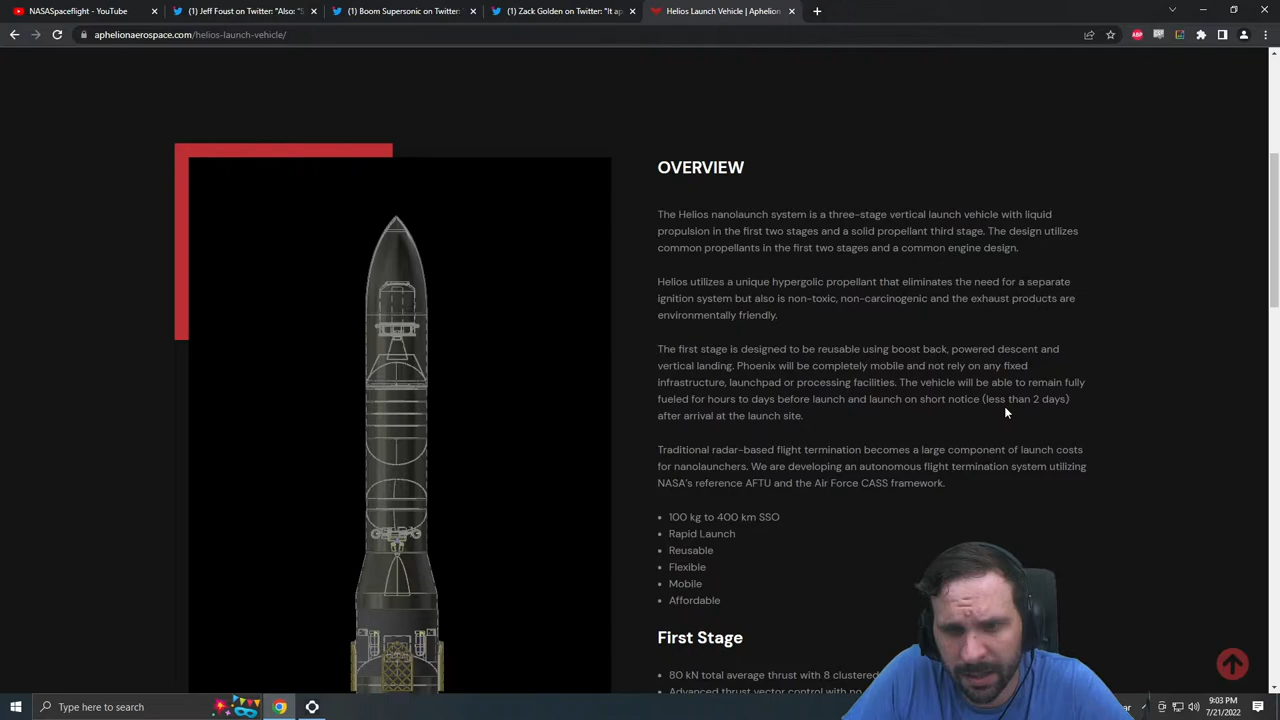 NASASpaceflight - YouTube
(1) Jeff Foust on Twitter: "Also: "S
(1) Boom Supersonic on Twitter:
(1) Zack Golden on Twitter: "It ap
Helios Launch Vehicle | Aphelion
aphelionaerospace.com/helios-launch-vehicle/
OVERVIEW
The Helios nanolaunch system is a three-stage vertical launch vehicle with liquid
propulsion in the first two stages and a solid propellant third stage. The design utilizes
common propellants in the first two stages and a common engine design.
Helios utilizes a unique hypergolic propellant that eliminates the need for a separate
ignition system but also is non-toxic, non-carcinogenic and the exhaust products are
environmentally friendly.
The first stage is designed to be reusable using boost back, powered descent and
vertical landing. Phoenix will be completely mobile and not rely on any fixed
infrastructure, launchpad or processing facilities. The vehicle will be able to remain fully
fueled for hours to days before launch and launch on short notice (less than 2 days)
after arrival at the launch site.
Traditional radar-based flight termination becomes a large component of launch costs
for nanolaunchers. We are developing an autonomous flight termination system utilizing
NASA's reference AFTU and the Air Force CASS framework.
• 100 kg to 400 km SSO
• Rapid Launch
• Reusable
• Flexible
• Mobile
• Affordable
First Stage
• 80 kN total average thrust with 8 clustered
• Advanced thrust vector control with no
Type here to search
9:03 PM
7/21/2022